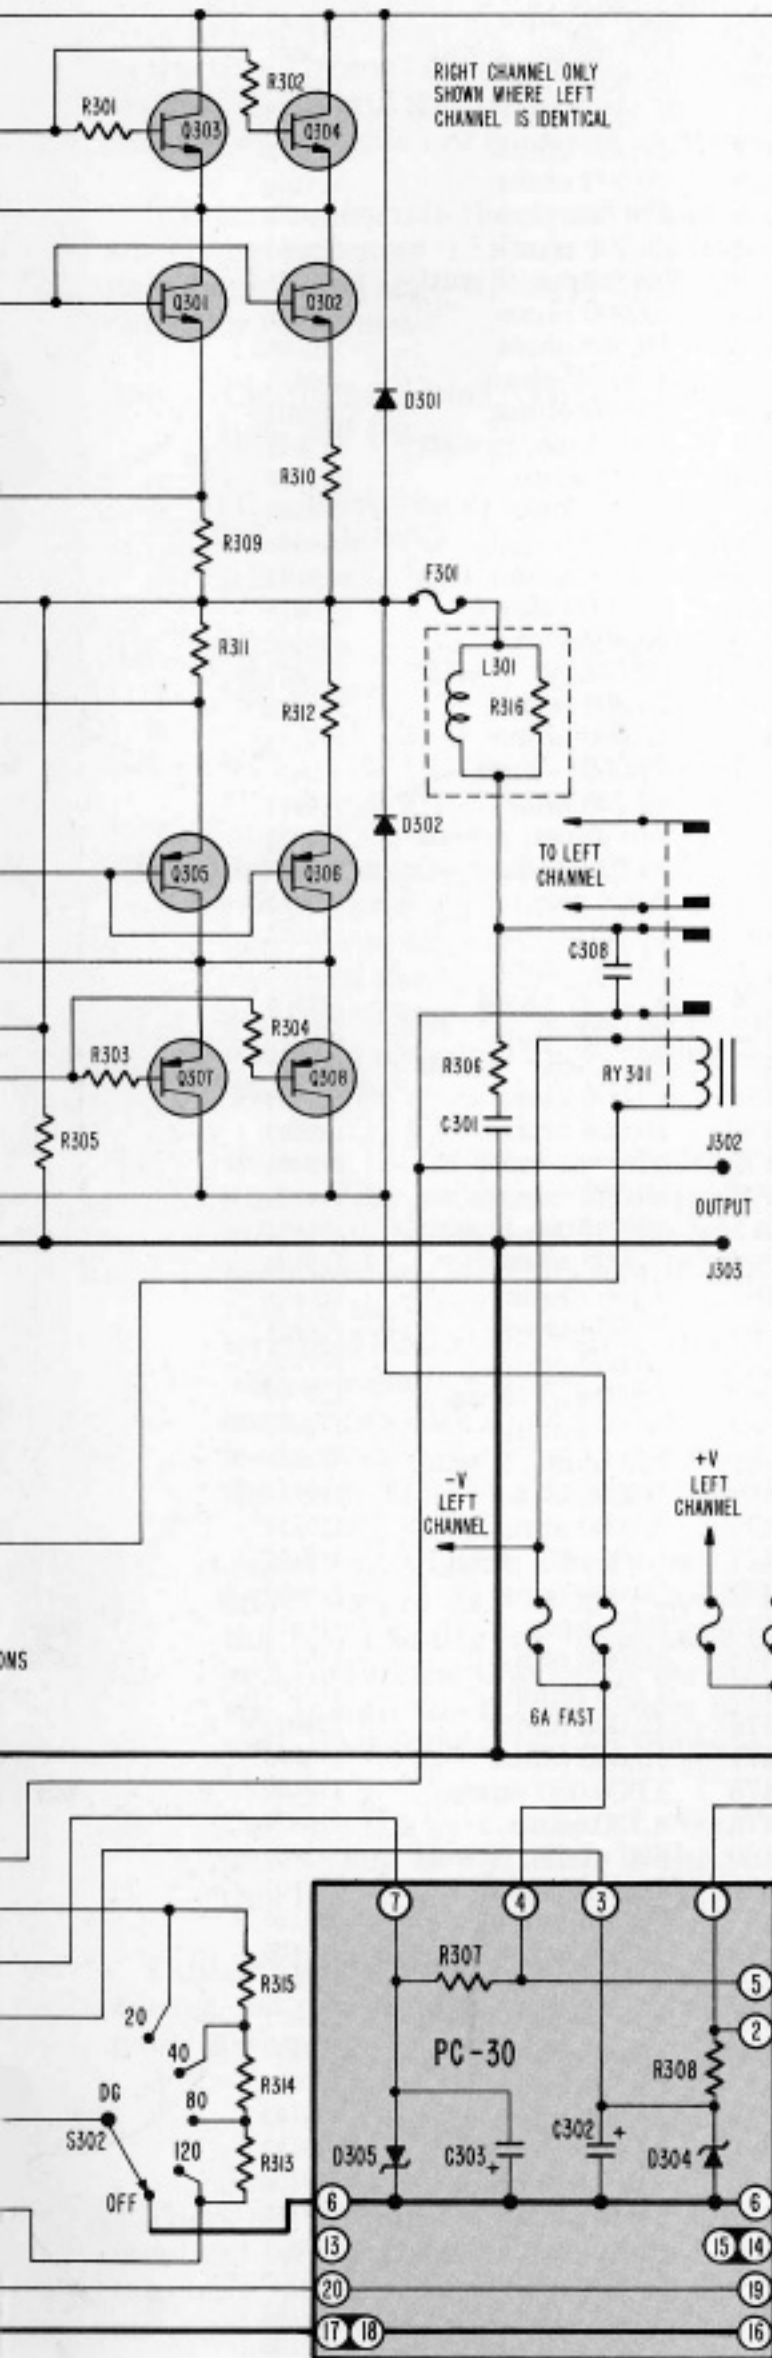 RIGHT CHANNEL ONLY
SHOWN WHERE LEFT
CHANNEL IS IDENTICAL
R302
R301
Q303
Q304
Q301
Q302
D301
R310
R309
F301
R311
L301
R316
R312
D302
TO LEFT
CHANNEL
Q305
Q306
C308
R304
R303
R306
RY 301
Q307
Q308
C301
R305
J302
OUTPUT
J303
+V
LEFT
CHANNEL
-V
LEFT
CHANNEL
ONS
6A FAST
7
4
3
1
R307
R315
5
20
2
40
PC-30
R308
R314
DG
80
S302
C302
+
120
R313
D305
C303
+
D304
OFF
6
6
13
15
14
20
19
17
18
16